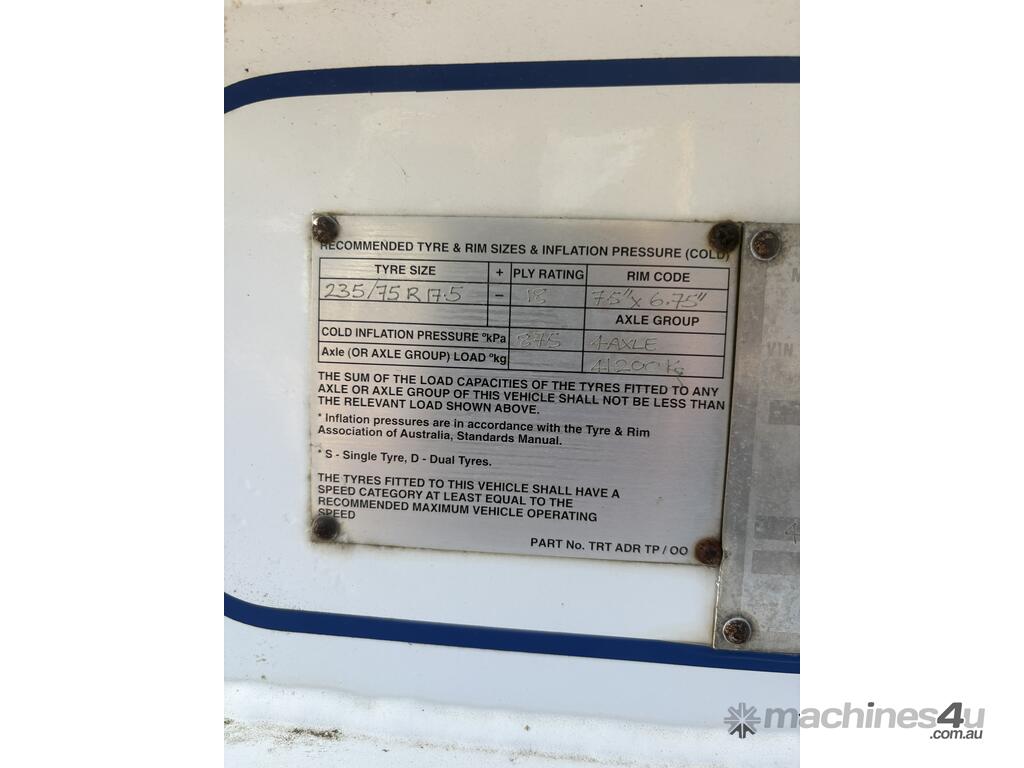 RECOMMENDED TYRE & RIM SIZES & INFLATION PRESSURE (COLD)
TYRE SIZE + PLY RATING RIM CODE
235/75 R 17.5 – 18 7.5" x 6.75"
AXLE GROUP
COLD INFLATION PRESSURE °kPa 875 4 AXLE
Axle (OR AXLE GROUP) LOAD °kg 41200 kg
THE SUM OF THE LOAD CAPACITIES OF THE TYRES FITTED TO ANY
AXLE OR AXLE GROUP OF THIS VEHICLE SHALL NOT BE LESS THAN
THE RELEVANT LOAD SHOWN ABOVE.
* Inflation pressures are in accordance with the Tyre & Rim
Association of Australia, Standards Manual.
* S - Single Tyre, D - Dual Tyres.
THE TYRES FITTED TO THIS VEHICLE SHALL HAVE A
SPEED CATEGORY AT LEAST EQUAL TO THE
RECOMMENDED MAXIMUM VEHICLE OPERATING
SPEED
PART No. TRT ADR TP / OO
VIN
machines4u
.com.au